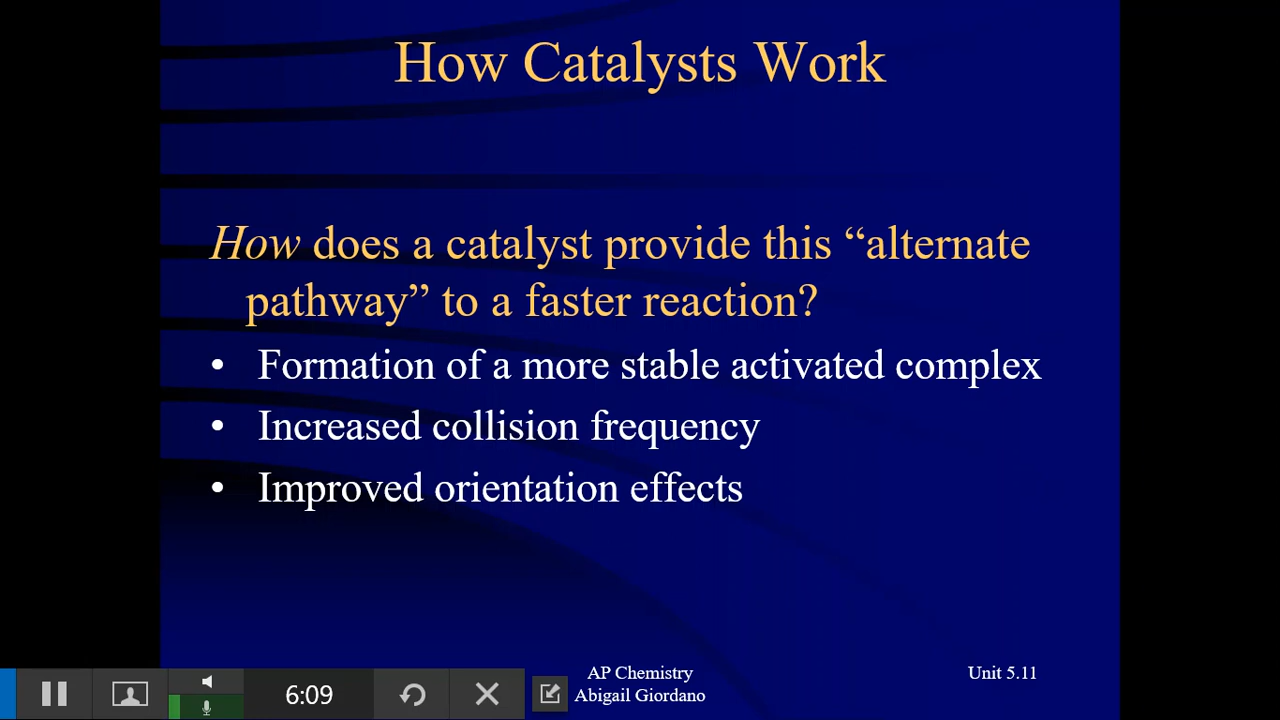 How Catalysts Work
How does a catalyst provide this “alternate
pathway” to a faster reaction?
• Formation of a more stable activated complex
• Increased collision frequency
• Improved orientation effects
6:09
AP Chemistry
Abigail Giordano
Unit 5.11